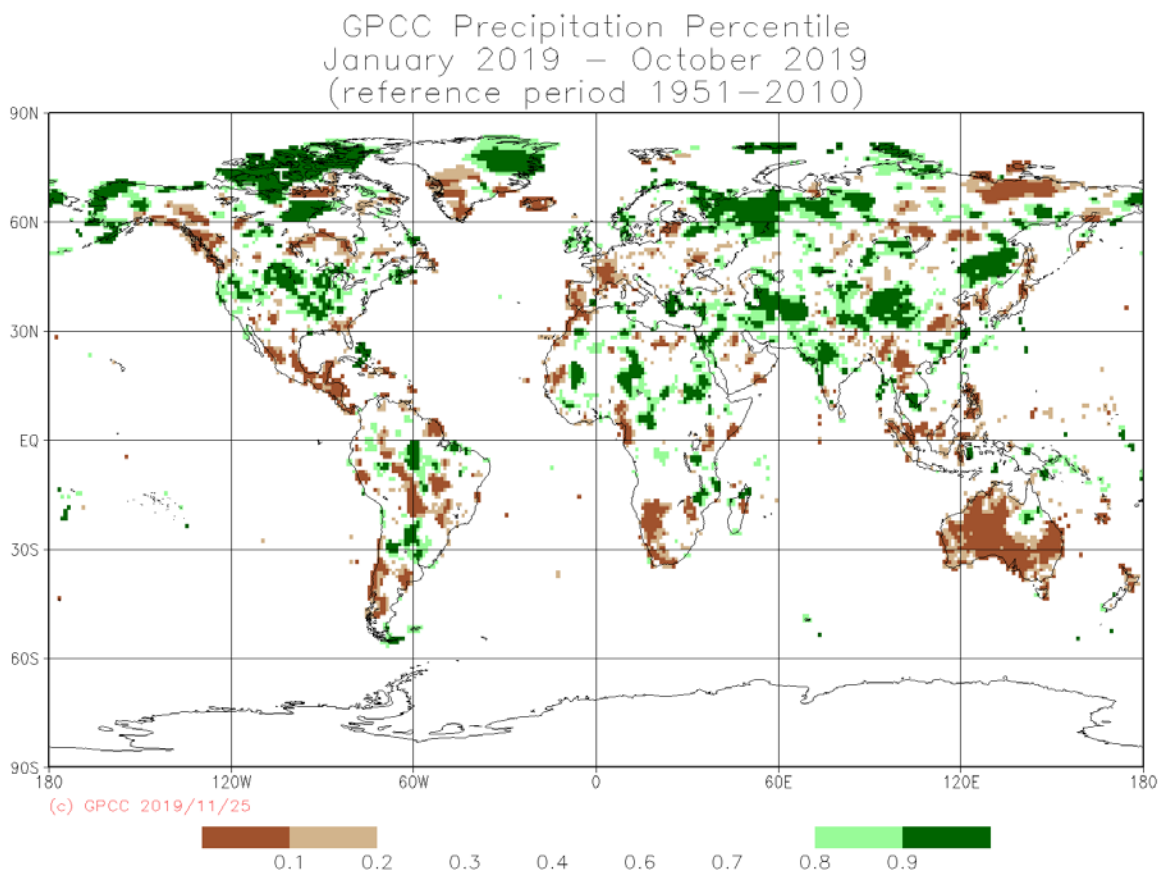 GPCC Precipitation Percentile
January 2019 – October 2019
(reference period 1951–2010)
90N
60N
30N
EQ
30S
60S
90S
180 120W 60W 0 60E 120E 180
(c) GPCC 2019/11/25
0.1 0.2 0.3 0.4 0.6 0.7 0.8 0.9